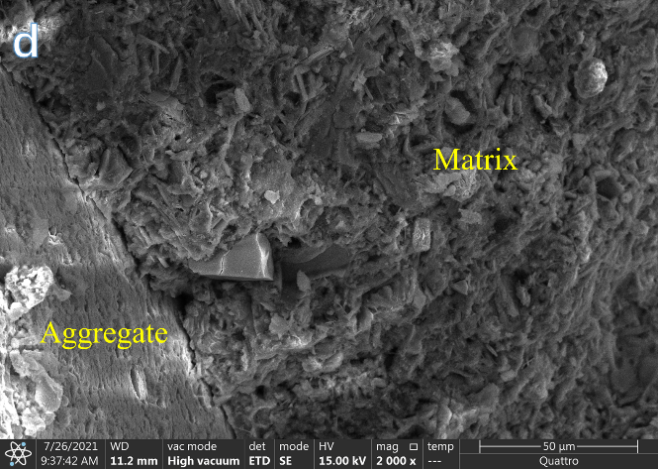 d
Matrix
Aggregate
7/26/2021 WD vac mode det mode HV mag □ temp 50 µm
9:37:42 AM 11.2 mm High vacuum ETD SE 15.00 kV 2 000 x --- Quattro